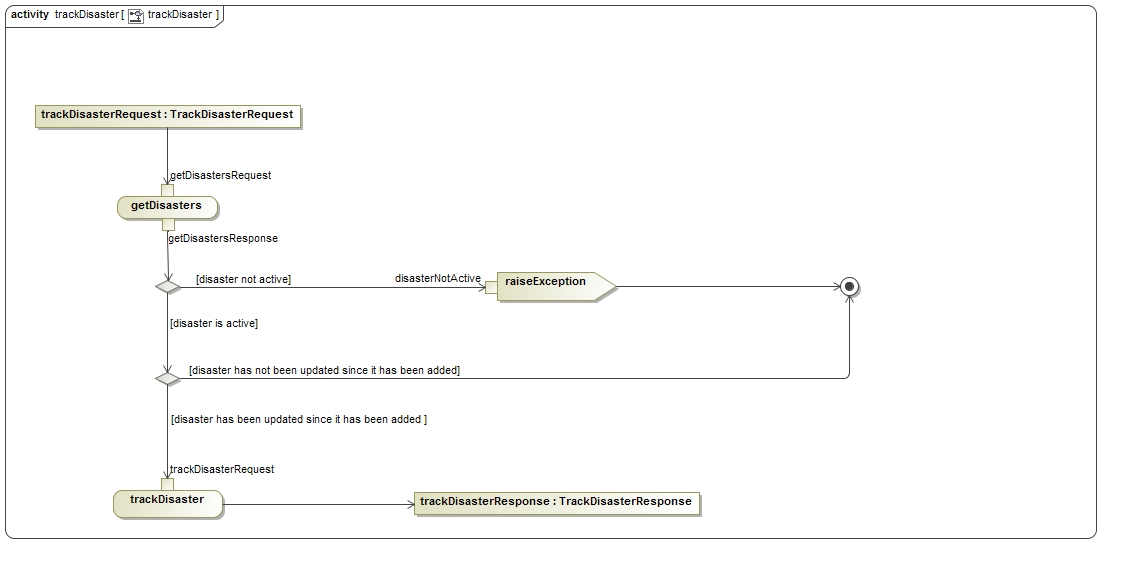 activity trackDisaster [ trackDisaster ]
trackDisasterRequest : TrackDisasterRequest
getDisastersRequest
getDisasters
getDisastersResponse
[disaster not active]
disasterNotActive
raiseException
[disaster is active]
[disaster has not been updated since it has been added]
[disaster has been updated since it has been added ]
trackDisasterRequest
trackDisaster
trackDisasterResponse : TrackDisasterResponse